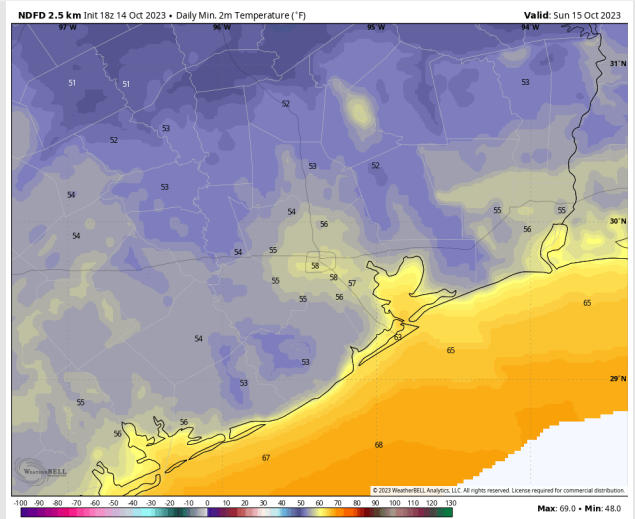 NDFD 2.5 km Init 18z 14 Oct 2023 • Daily Min. 2m Temperature (°F) Valid: Sun 15 Oct 2023
97°W 96°W 95°W 94°W
31°N
51 51 53
52
53
52
53 52
53
54
54 55 55
56 56
30°N
54
54 55
58
55 58 57
55 56
65
63
54 65
53
29°N
53
55
56
56
68
67
WeatherBELL
© 2023 WeatherBELL Analytics, LLC. All rights reserved. License required for commercial distribution.
-100 -90 -80 -70 -60 -50 -40 -30 -20 -10 0 10 20 30 40 50 60 70 80 90 100 110 120 130
Max: 69.0 • Min: 48.0